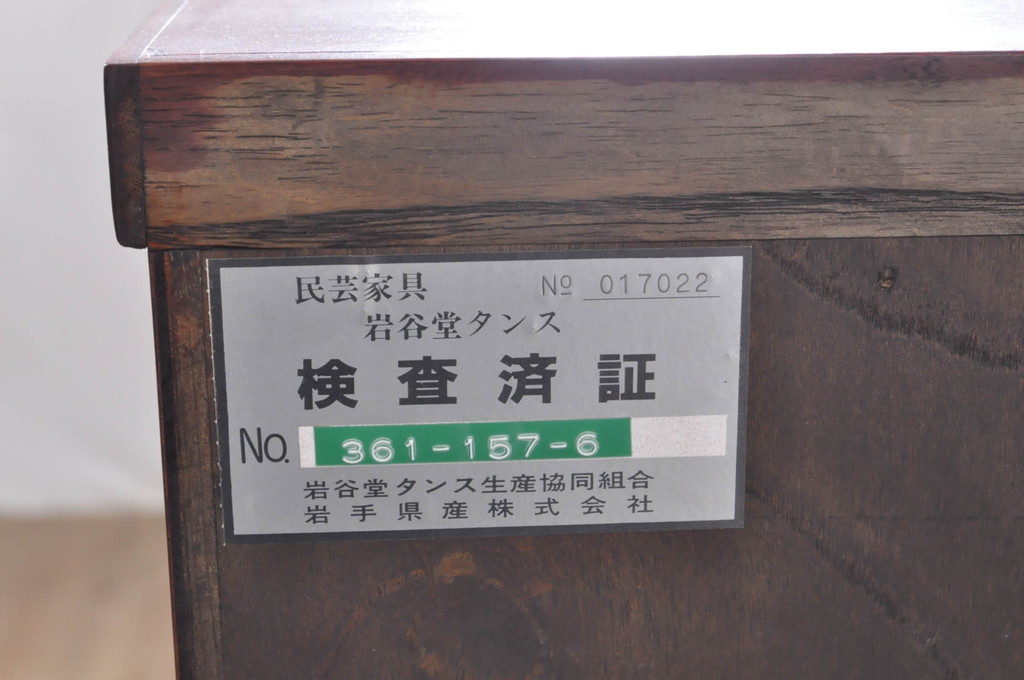 民芸家具 Nº 017022
岩谷堂タンス
検査済証
No. 361-157-6
岩谷堂タンス生産協同組合
岩手県産株式会社